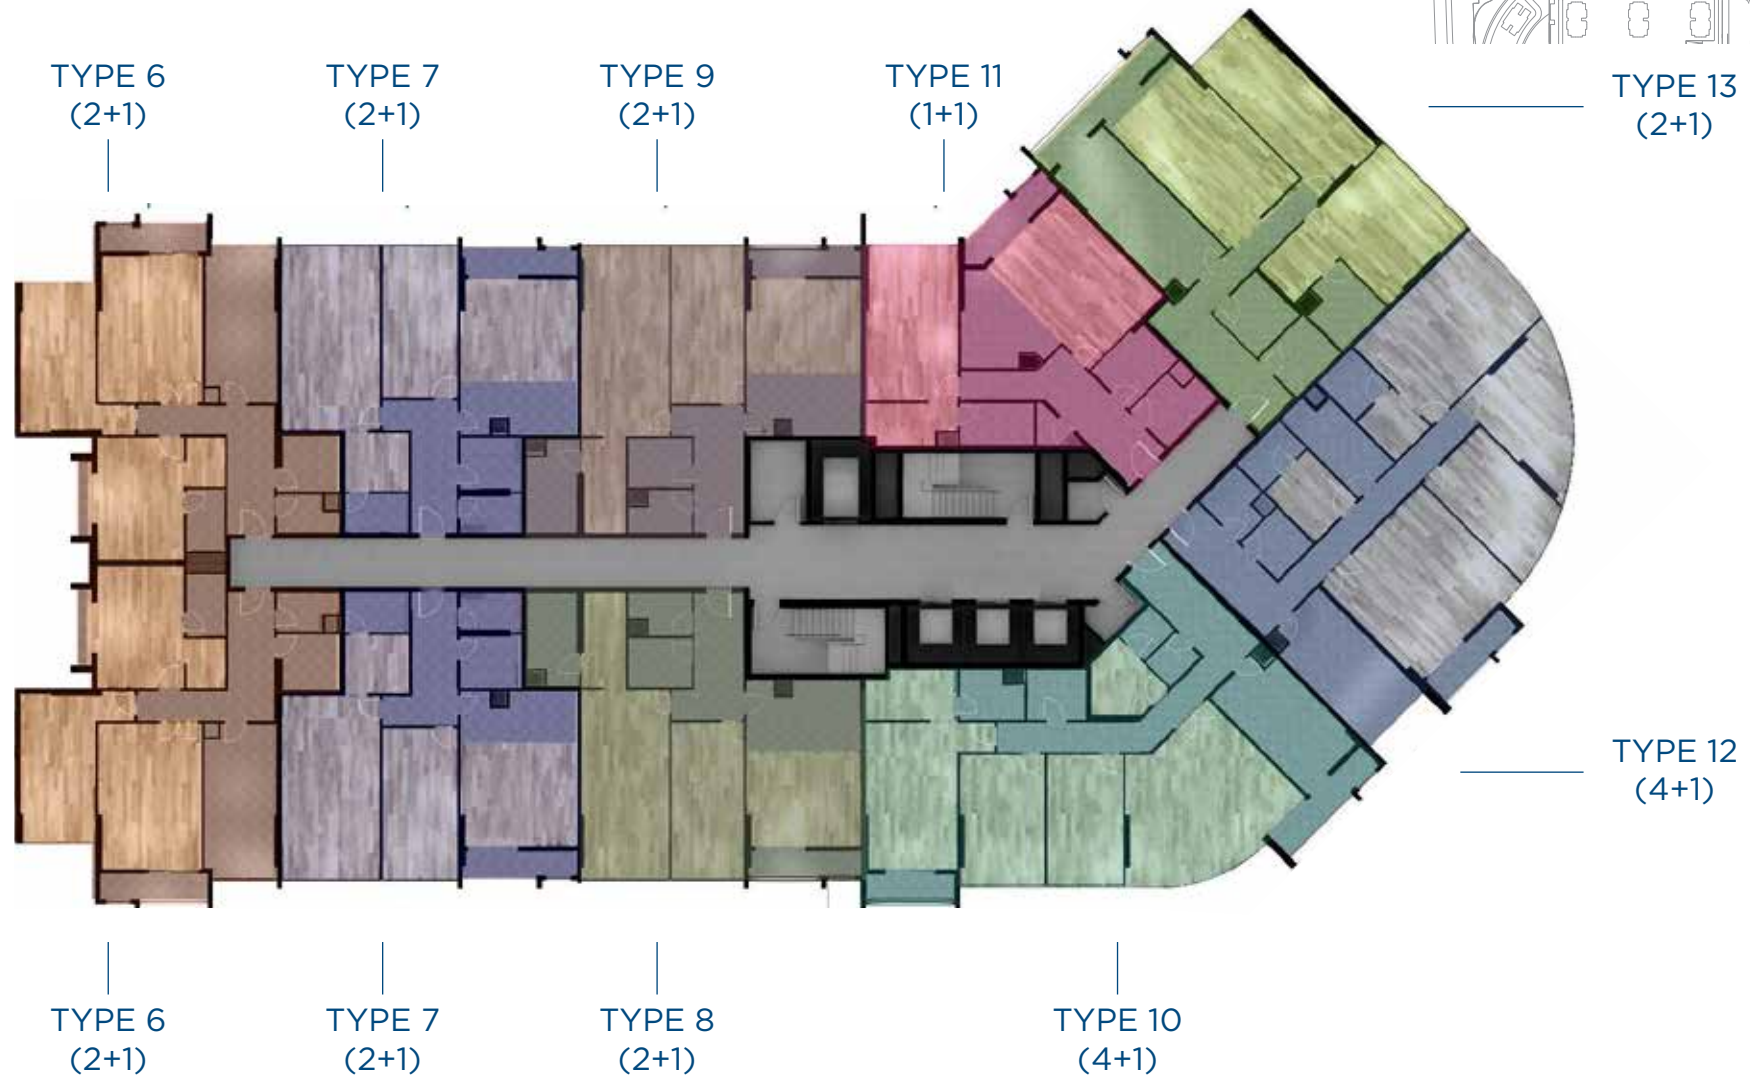 TYPE 6
(2+1)
TYPE 7
(2+1)
TYPE 9
(2+1)
TYPE 11
(1+1)
TYPE 13
(2+1)
TYPE 12
(4+1)
TYPE 6
(2+1)
TYPE 7
(2+1)
TYPE 8
(2+1)
TYPE 10
(4+1)